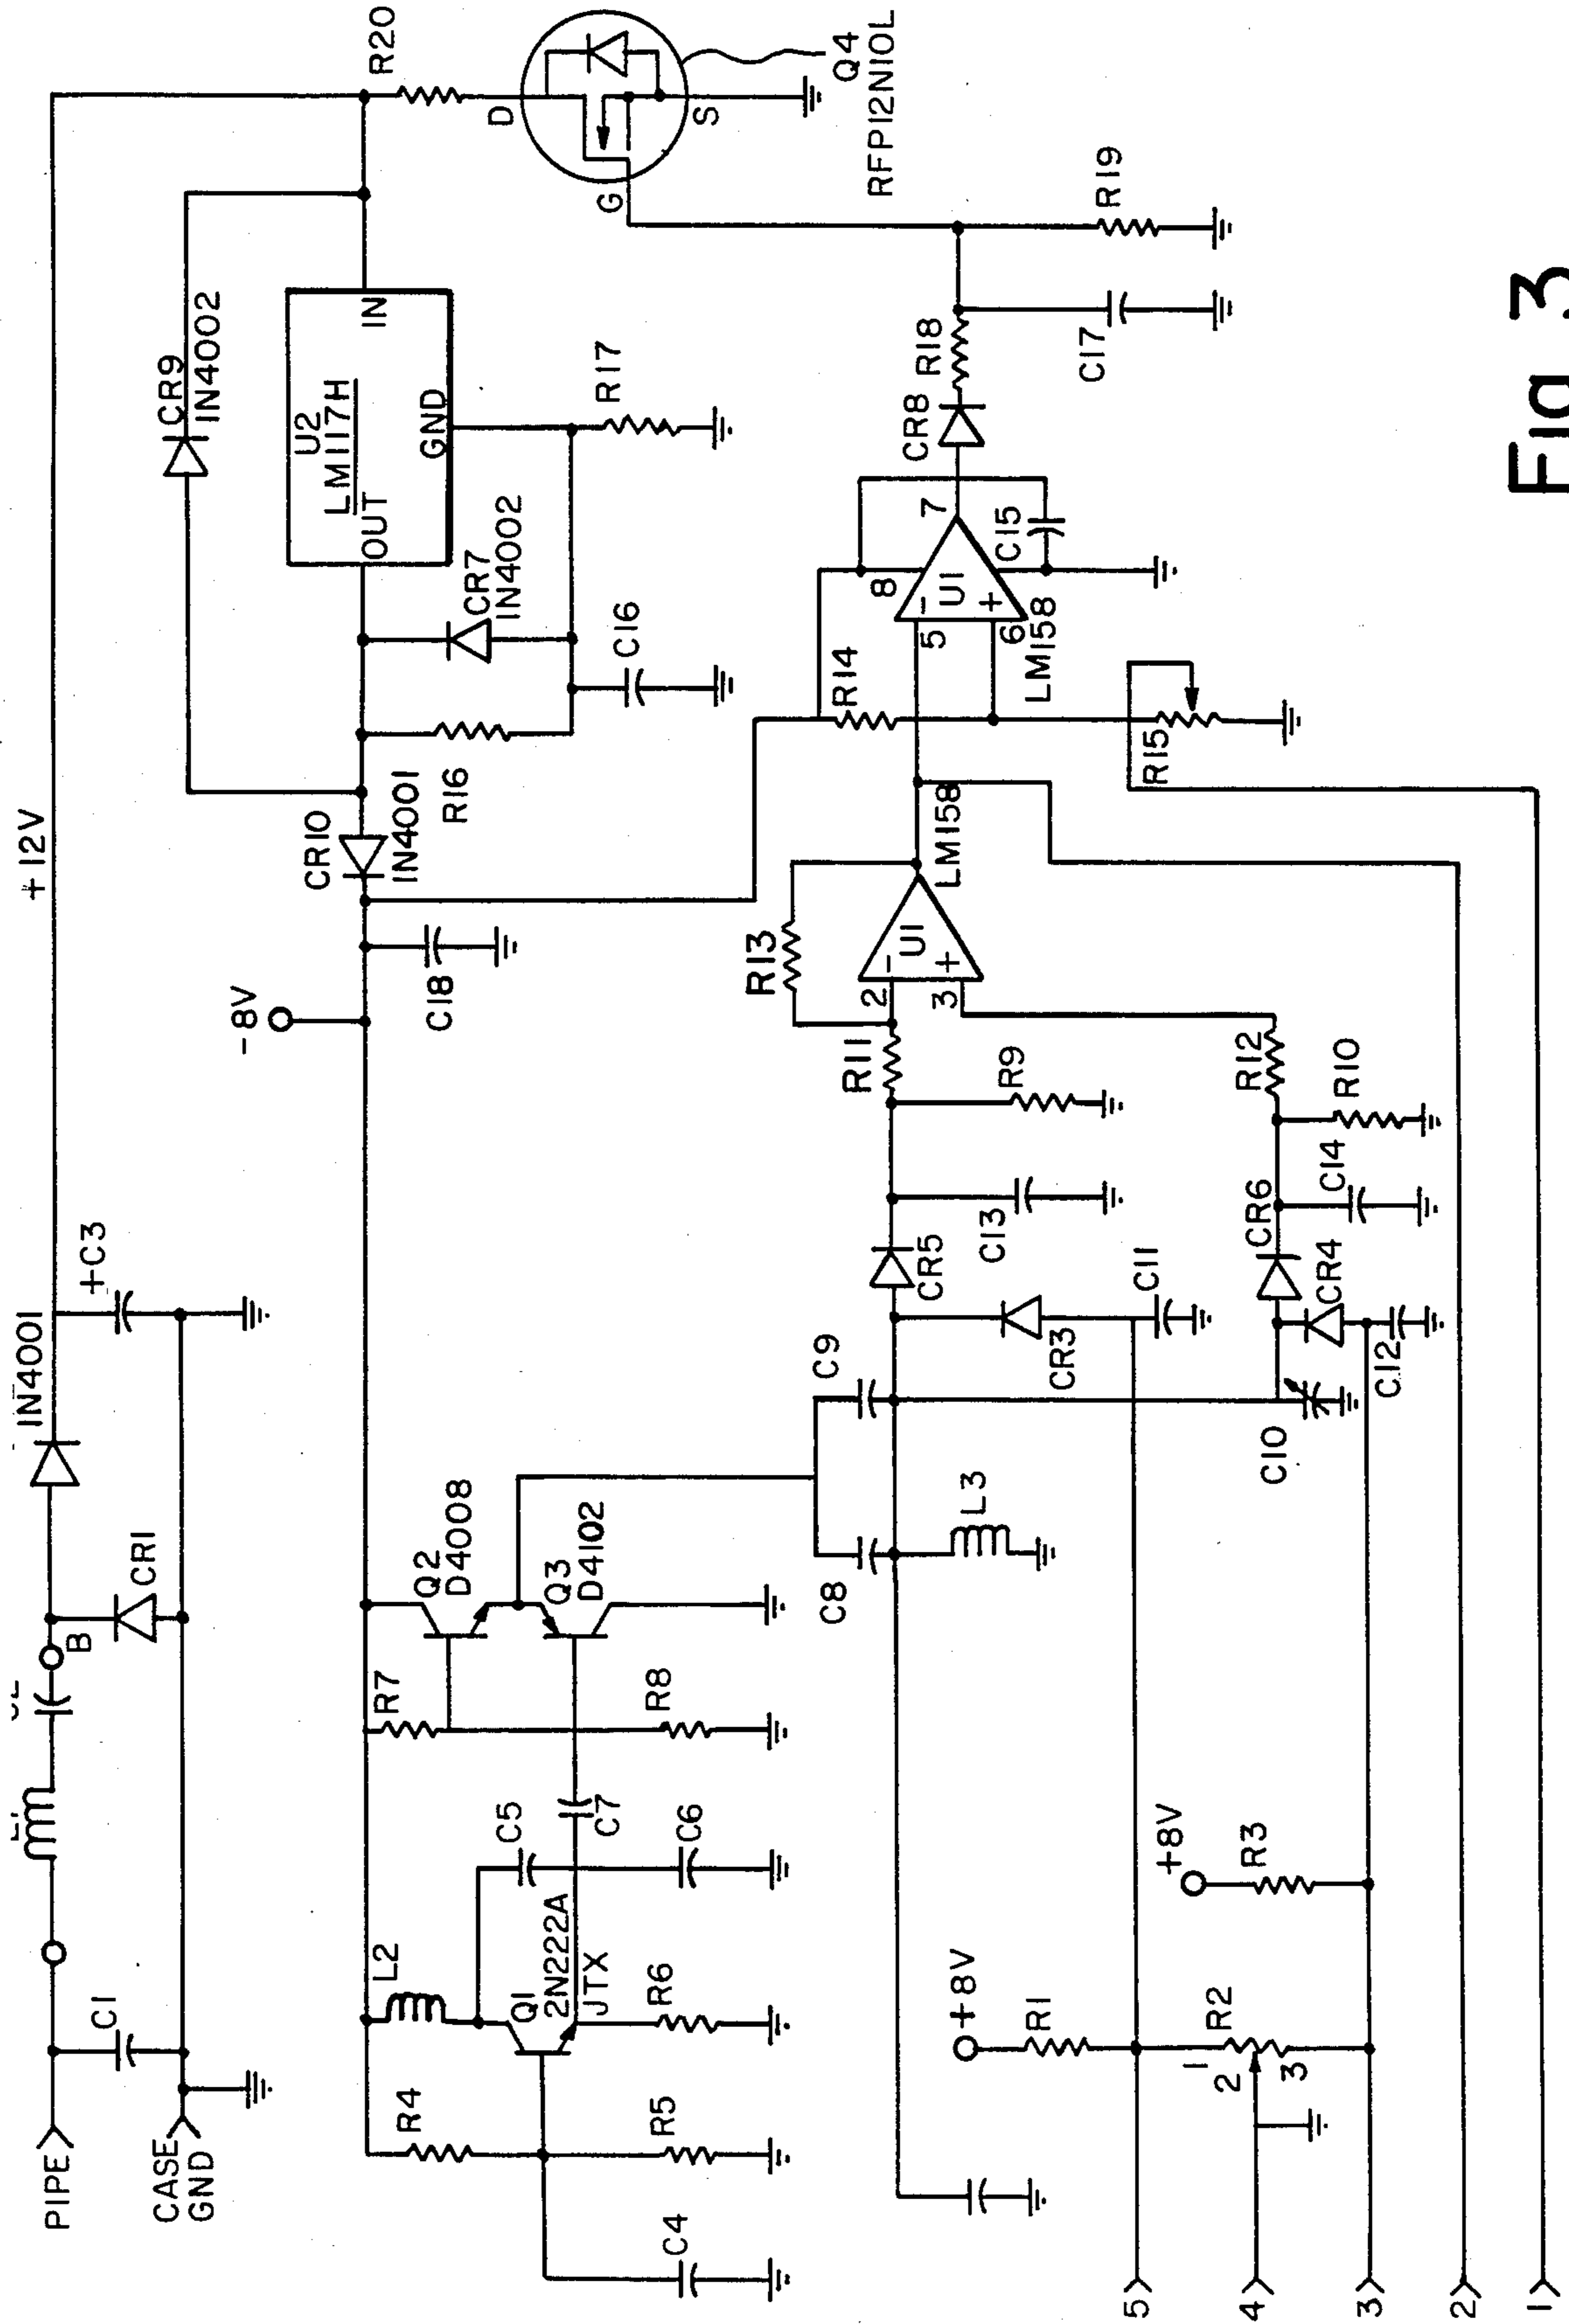 +12V
1N4001
+C3
CR1
B
C1
PIPE
CASE
GND
R20
D
S
G
Q4
RFP12N10L
CR9
1N4002
U2
LM117H
OUT
IN
GND
R17
CR7
1N4002
C16
R16
CR10
1N4001
-8V
C18
Q2
D4008
Q3
D4102
R7
R8
C5
C7
C6
L2
Q1
2N222A
JTX
R6
R4
R5
C4
R19
R18
C17
CR8
7
8
U1
-
+
C15
5
6
LM158
R14
R15
LM158
U1
-
+
R13
2
3
R11
R9
R12
R10
CR5
C13
CR6
C14
CR4
C11
CR3
C9
C12
C10
C8
L3
+8V
R3
+8V
R1
R2
1
2
3
5
4
3
2
1
Fig 3